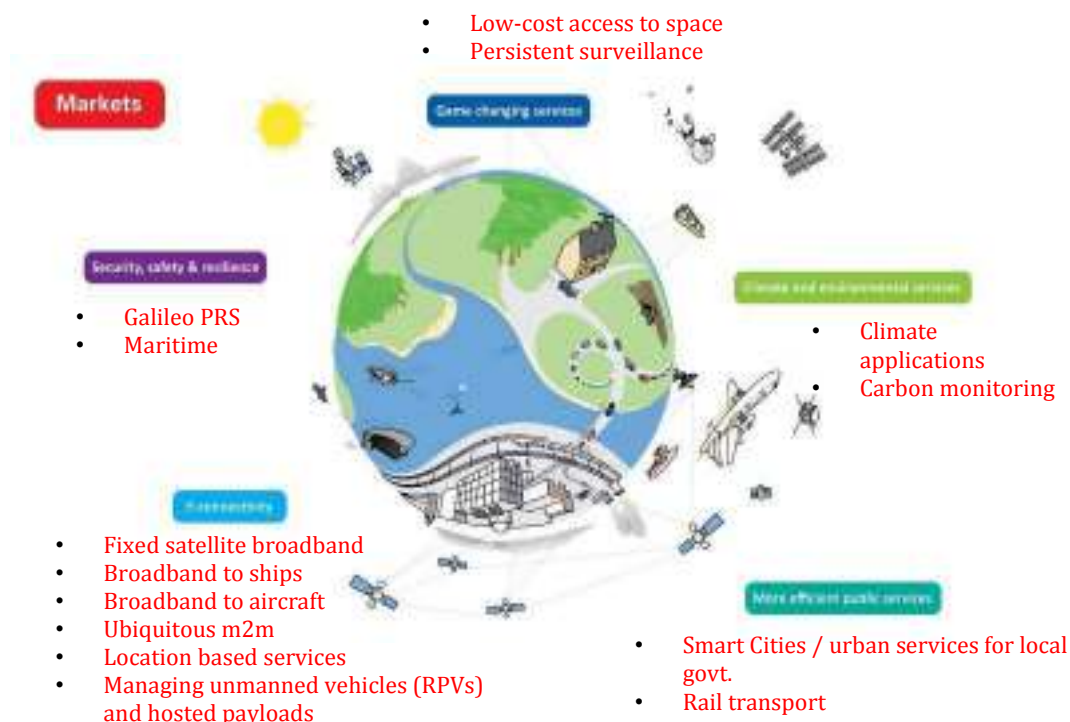 • Low-cost access to space
• Persistent surveillance
Markets
Game changing services
Security, safety & resilience
• Galileo PRS
• Maritime
Climate and environmental services
• Climate
applications
• Carbon monitoring
connectivity
• Fixed satellite broadband
• Broadband to ships
• Broadband to aircraft
• Ubiquitous m2m
• Location based services
• Managing unmanned vehicles (RPVs)
and hosted payloads
More efficient public services
• Smart Cities / urban services for local
govt.
• Rail transport